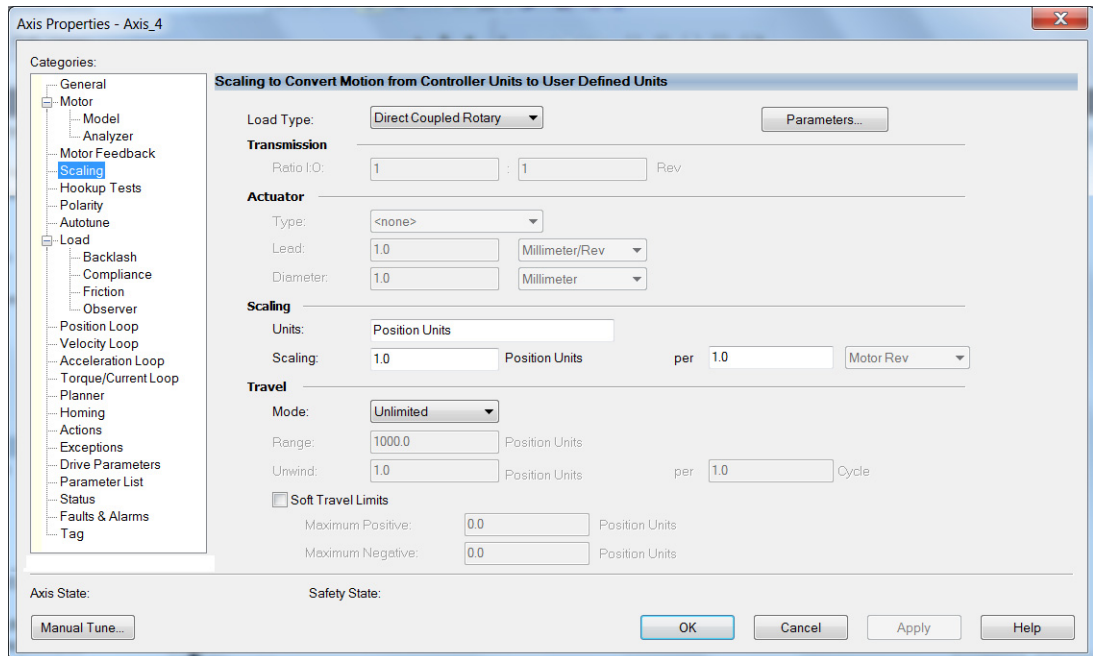 Axis Properties - Axis_4
Categories:
General
Motor
Model
Analyzer
Motor Feedback
Scaling
Hookup Tests
Polarity
Autotune
Load
Backlash
Compliance
Friction
Observer
Position Loop
Velocity Loop
Acceleration Loop
Torque/Current Loop
Planner
Homing
Actions
Exceptions
Drive Parameters
Parameter List
Status
Faults & Alarms
Tag
Scaling to Convert Motion from Controller Units to User Defined Units
Load Type: Direct Coupled Rotary Parameters...
Transmission
Ratio I:O: 1 : 1 Rev
Actuator
Type: <none>
Lead: 1.0 Millimeter/Rev
Diameter: 1.0 Millimeter
Scaling
Units: Position Units
Scaling: 1.0 Position Units per 1.0 Motor Rev
Travel
Mode: Unlimited
Range: 1000.0 Position Units
Unwind: 1.0 Position Units per 1.0 Cycle
Soft Travel Limits
Maximum Positive: 0.0 Position Units
Maximum Negative: 0.0 Position Units
Axis State: Safety State:
Manual Tune... OK Cancel Apply Help